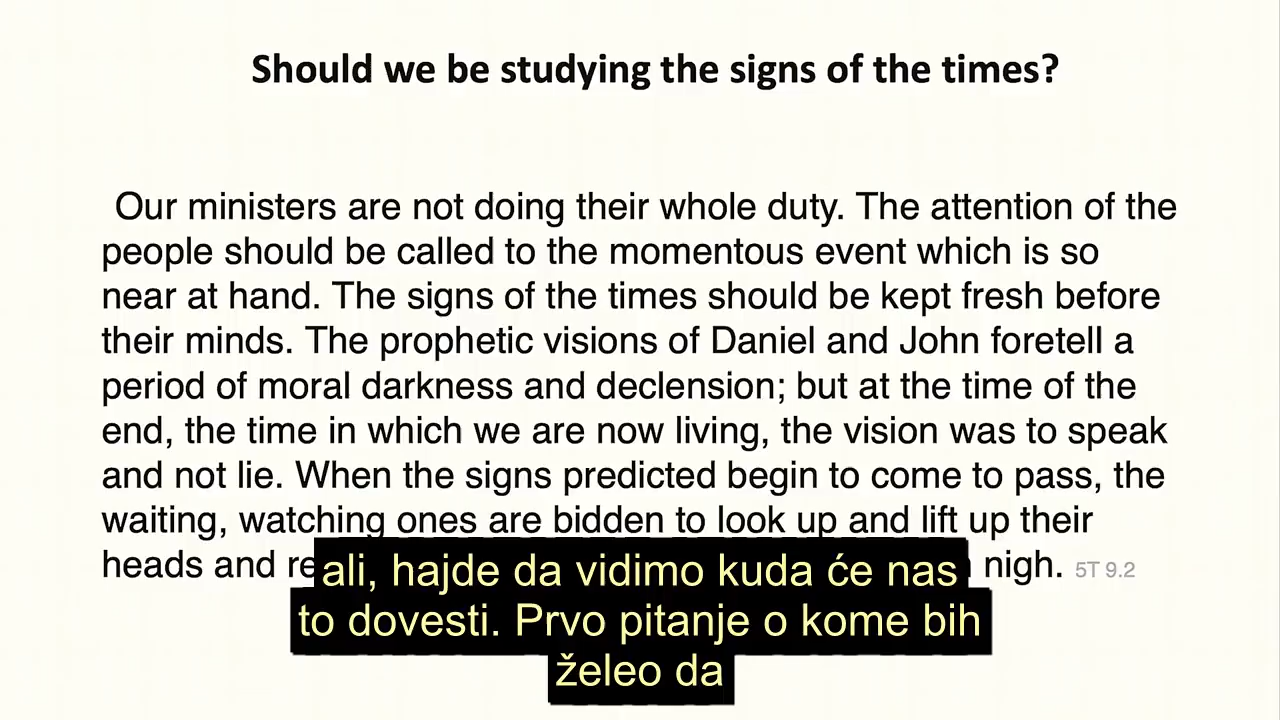 Should we be studying the signs of the times?
Our ministers are not doing their whole duty. The attention of the
people should be called to the momentous event which is so
near at hand. The signs of the times should be kept fresh before
their minds. The prophetic visions of Daniel and John foretell a
period of moral darkness and declension; but at the time of the
end, the time in which we are now living, the vision was to speak
and not lie. When the signs predicted begin to come to pass, the
waiting, watching ones are bidden to look up and lift up their
heads and nigh. 5T 9.2
ali, hajde da vidimo kuda će nas
to dovesti. Prvo pitanje o kome bih
želeo da